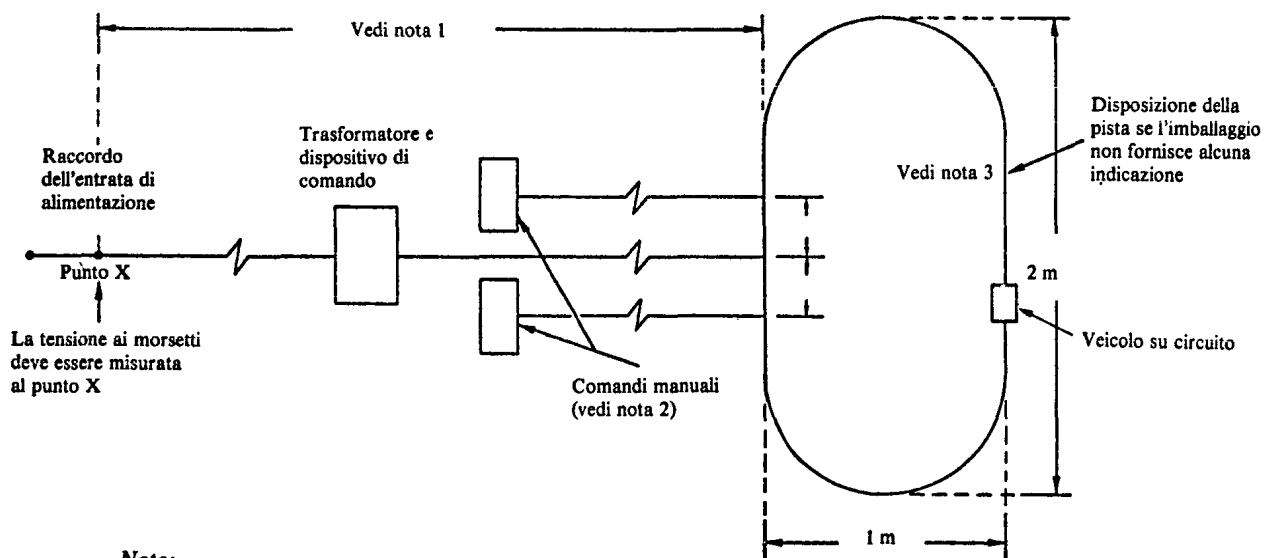 Vedi nota 1
Raccordo
dell'entrata di
alimentazione
Trasformatore e
dispositivo di
comando
Vedi nota 3
Disposizione della
pista se l'imballaggio
non fornisce alcuna
indicazione
Punto X
2 m
La tensione ai morsetti
deve essere misurata
al punto X
Comandi manuali
(vedi nota 2)
Veicolo su circuito
1 m
Note: